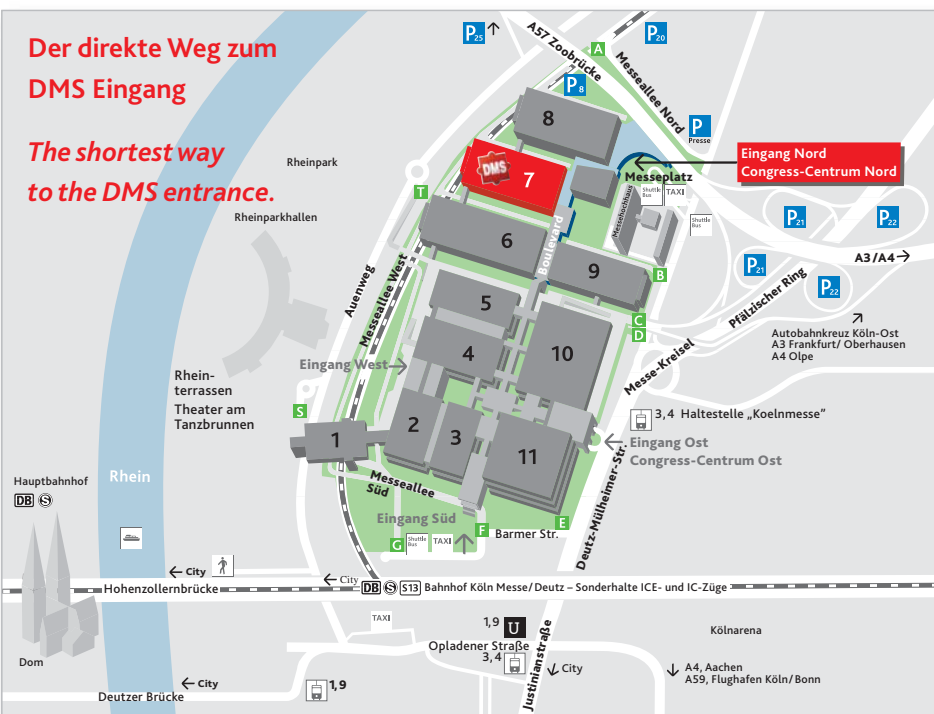 Der direkte Weg zum
DMS Eingang
The shortest way
to the DMS entrance.
P25
A57 Zoobrücke
P20
A
Messeallee Nord
P8
8
P
Presse
DMS
7
Eingang Nord
Congress-Centrum Nord
Messeplatz
Rheinpark
T
Shuttle
Bus
TAXI
Messehochhaus
Rheinparkhallen
Shuttle
Bus
P21
P22
6
Boulevard
A3/A4
9
B
P21
P22
Auenweg
Messeallee West
5
Pfälzischer Ring
C
D
Autobahnkreuz Köln-Ost
A3 Frankfurt/ Oberhausen
A4 Olpe
4
10
Eingang West
Messe-Kreisel
Rhein-
terrassen
Theater am
Tanzbrunnen
S
3,4 Haltestelle „Koelnmesse"
1
2
3
11
Eingang Ost
Congress-Centrum Ost
Deutz-Mülheimer-Str.
Rhein
Hauptbahnhof
DB S
Messeallee
Süd
Eingang Süd
F
E
Barmer Str.
G
Shuttle
Bus
TAXI
City
City
Hohenzollernbrücke
DB S S13 Bahnhof Köln Messe/Deutz – Sonderhalte ICE- und IC-Züge
TAXI
1,9 U
Opladener Straße
3,4
Kölnarena
Justinianstraße
City
A4, Aachen
A59, Flughafen Köln/Bonn
Dom
City
Deutzer Brücke
1,9